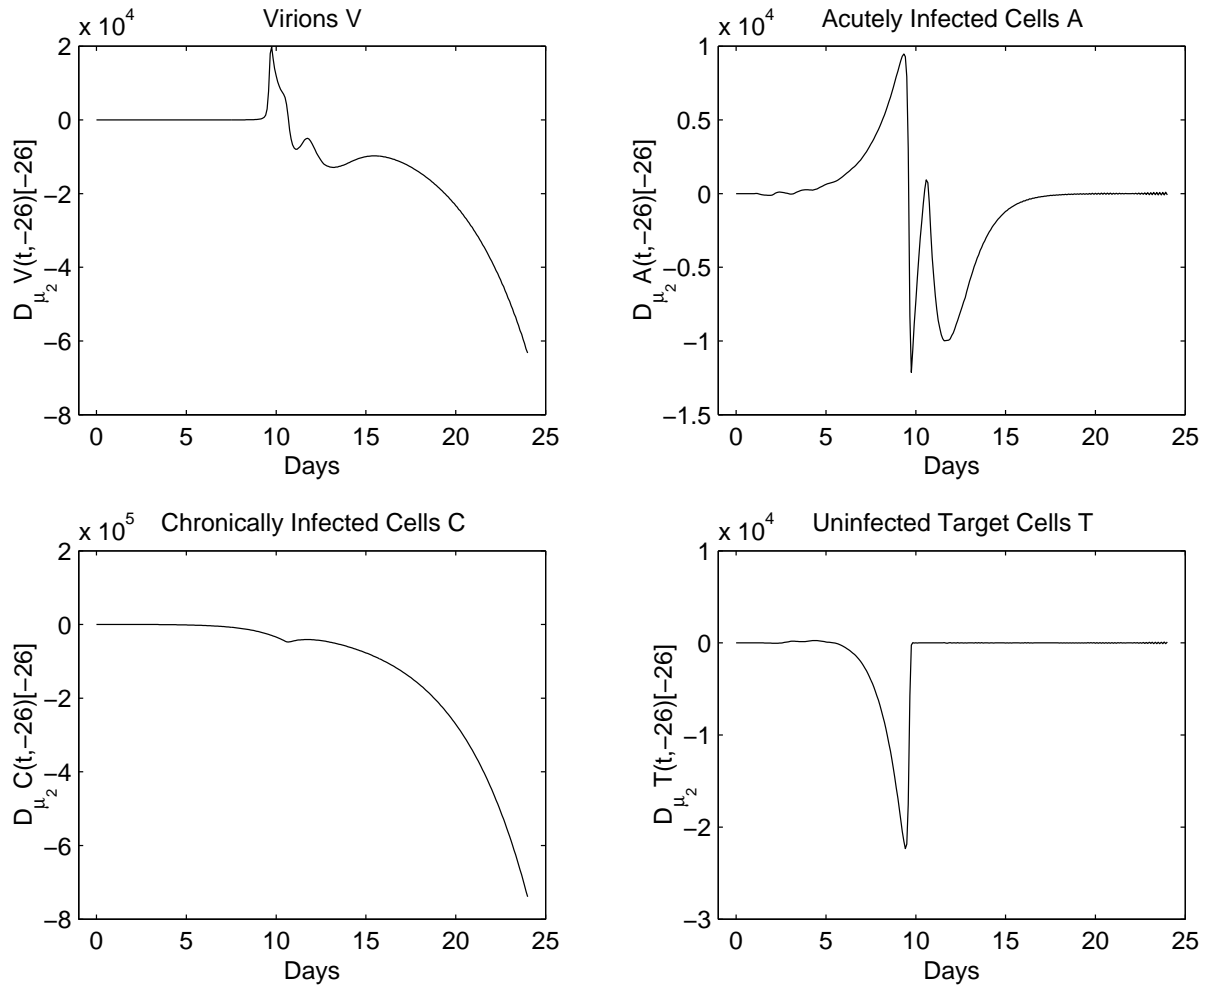 Virions V
x 10^4
2
0
−2
−4
−6
−8
D_μ2 V(t,−26)[−26]
0 5 10 15 20 25
Days
Acutely Infected Cells A
x 10^4
1
0.5
0
−0.5
−1
−1.5
D_μ2 A(t,−26)[−26]
0 5 10 15 20 25
Days
Chronically Infected Cells C
x 10^5
2
0
−2
−4
−6
−8
D_μ2 C(t,−26)[−26]
0 5 10 15 20 25
Days
Uninfected Target Cells T
x 10^4
1
0
−1
−2
−3
D_μ2 T(t,−26)[−26]
0 5 10 15 20 25
Days